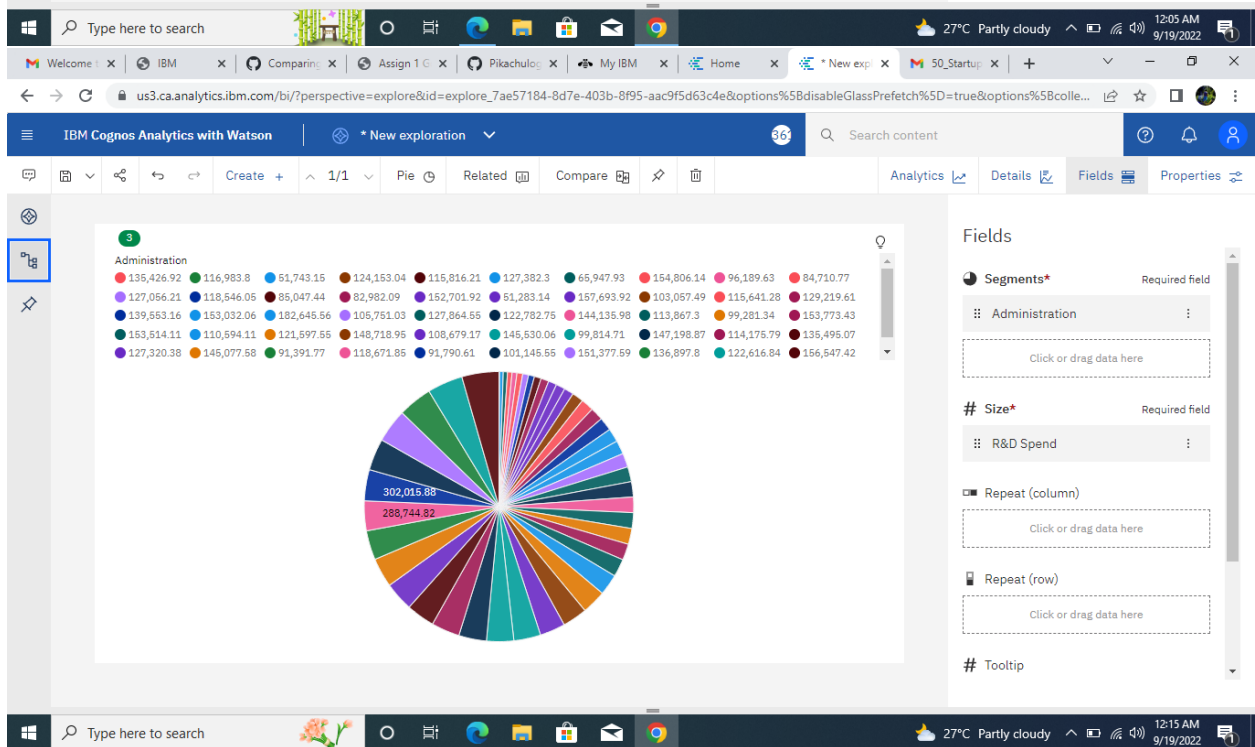 Type here to search
27°C Partly cloudy
12:05 AM
9/19/2022
1
Welcome t
IBM
Comparing
Assign 1 G
Pikachulog
My IBM
Home
* New expl
50_Startup
us3.ca.analytics.ibm.com/bi/?perspective=explore&id=explore_7ae57184-8d7e-403b-8f95-aac9f5d63c4e&options%5BdisableGlassPrefetch%5D=true&options%5Bcolle...
IBM Cognos Analytics with Watson
* New exploration
Search content
Create +
1/1
Pie
Related
Compare
Analytics
Details
Fields
Properties
3
Administration
135,426.92 116,983.8 51,743.15 124,153.04 115,816.21 127,382.3 65,947.93 154,806.14 96,189.63 84,710.77
127,056.21 118,546.05 85,047.44 82,982.09 152,701.92 51,283.14 157,693.92 103,057.49 115,641.28 129,219.61
139,553.16 153,032.06 182,645.56 105,751.03 127,864.55 122,782.75 144,135.98 113,867.3 99,281.34 153,773.43
153,514.11 110,594.11 121,597.55 148,718.95 108,679.17 145,530.06 99,814.71 147,198.87 114,175.79 135,495.07
127,320.38 145,077.58 91,391.77 118,671.85 91,790.61 101,145.55 151,377.59 136,897.8 122,616.84 156,547.42
302,015.88
288,744.82
Fields
Segments* Required field
Administration
Click or drag data here
# Size* Required field
R&D Spend
Repeat (column)
Click or drag data here
Repeat (row)
Click or drag data here
# Tooltip
Type here to search
27°C Partly cloudy
12:15 AM
9/19/2022
1